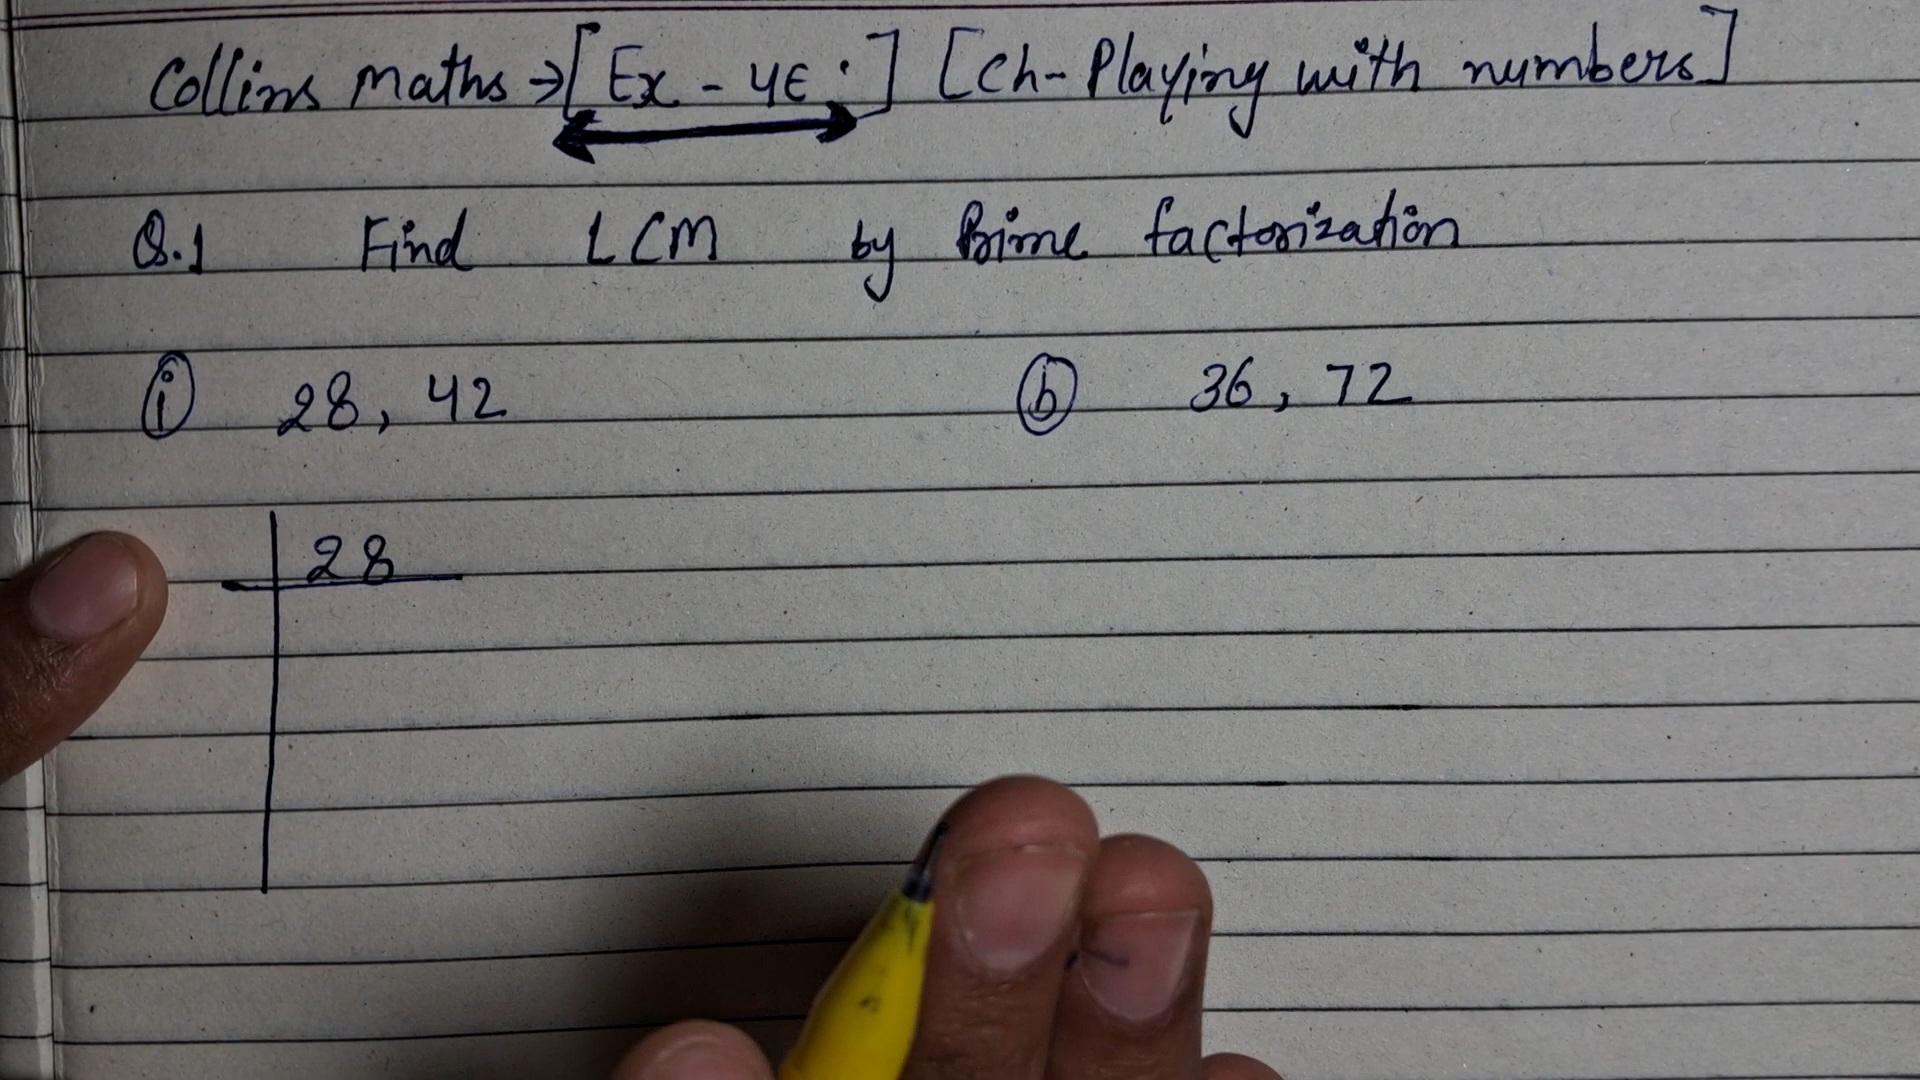 Collins Maths → [Ex - 4E :] [Ch- Playing with numbers]
Q.1 Find LCM by Prime factorization
(i) 28, 42 (b) 36, 72
28